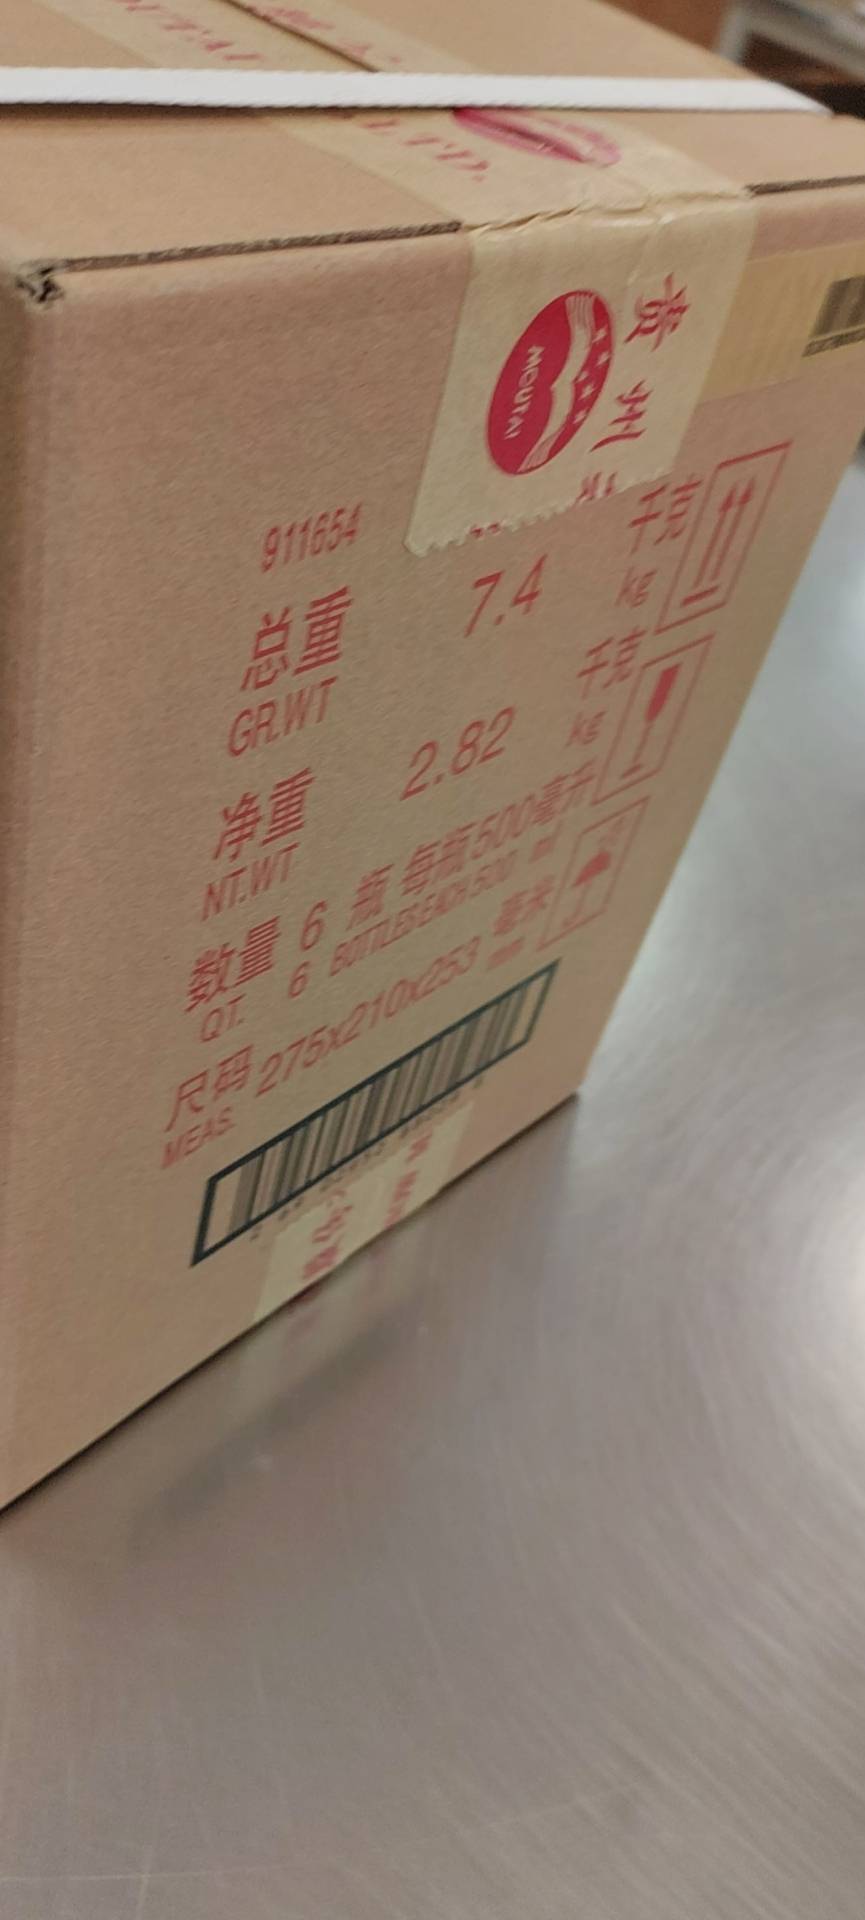 MOUTAI
贵州
911654
总重 7.4 千克
GR.WT kg
净重 2.82 千克
NT.WT kg
数量 6 瓶 每瓶500毫升
QT. 6 BOTTLES EACH 500 ml
尺码 275x210x253 毫米
MEAS. mm